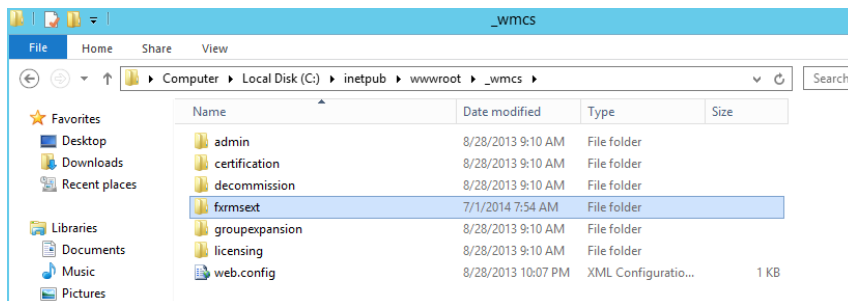 _wmcs
File Home Share View
Computer Local Disk (C:) inetpub wwwroot _wmcs Search
Favorites
Desktop
Downloads
Recent places
Libraries
Documents
Music
Pictures
Name Date modified Type Size
admin 8/28/2013 9:10 AM File folder
certification 8/28/2013 9:10 AM File folder
decommission 8/28/2013 9:10 AM File folder
fxrmsext 7/1/2014 7:54 AM File folder
groupexpansion 8/28/2013 9:10 AM File folder
licensing 8/28/2013 9:10 AM File folder
web.config 8/28/2013 10:07 PM XML Configuratio... 1 KB